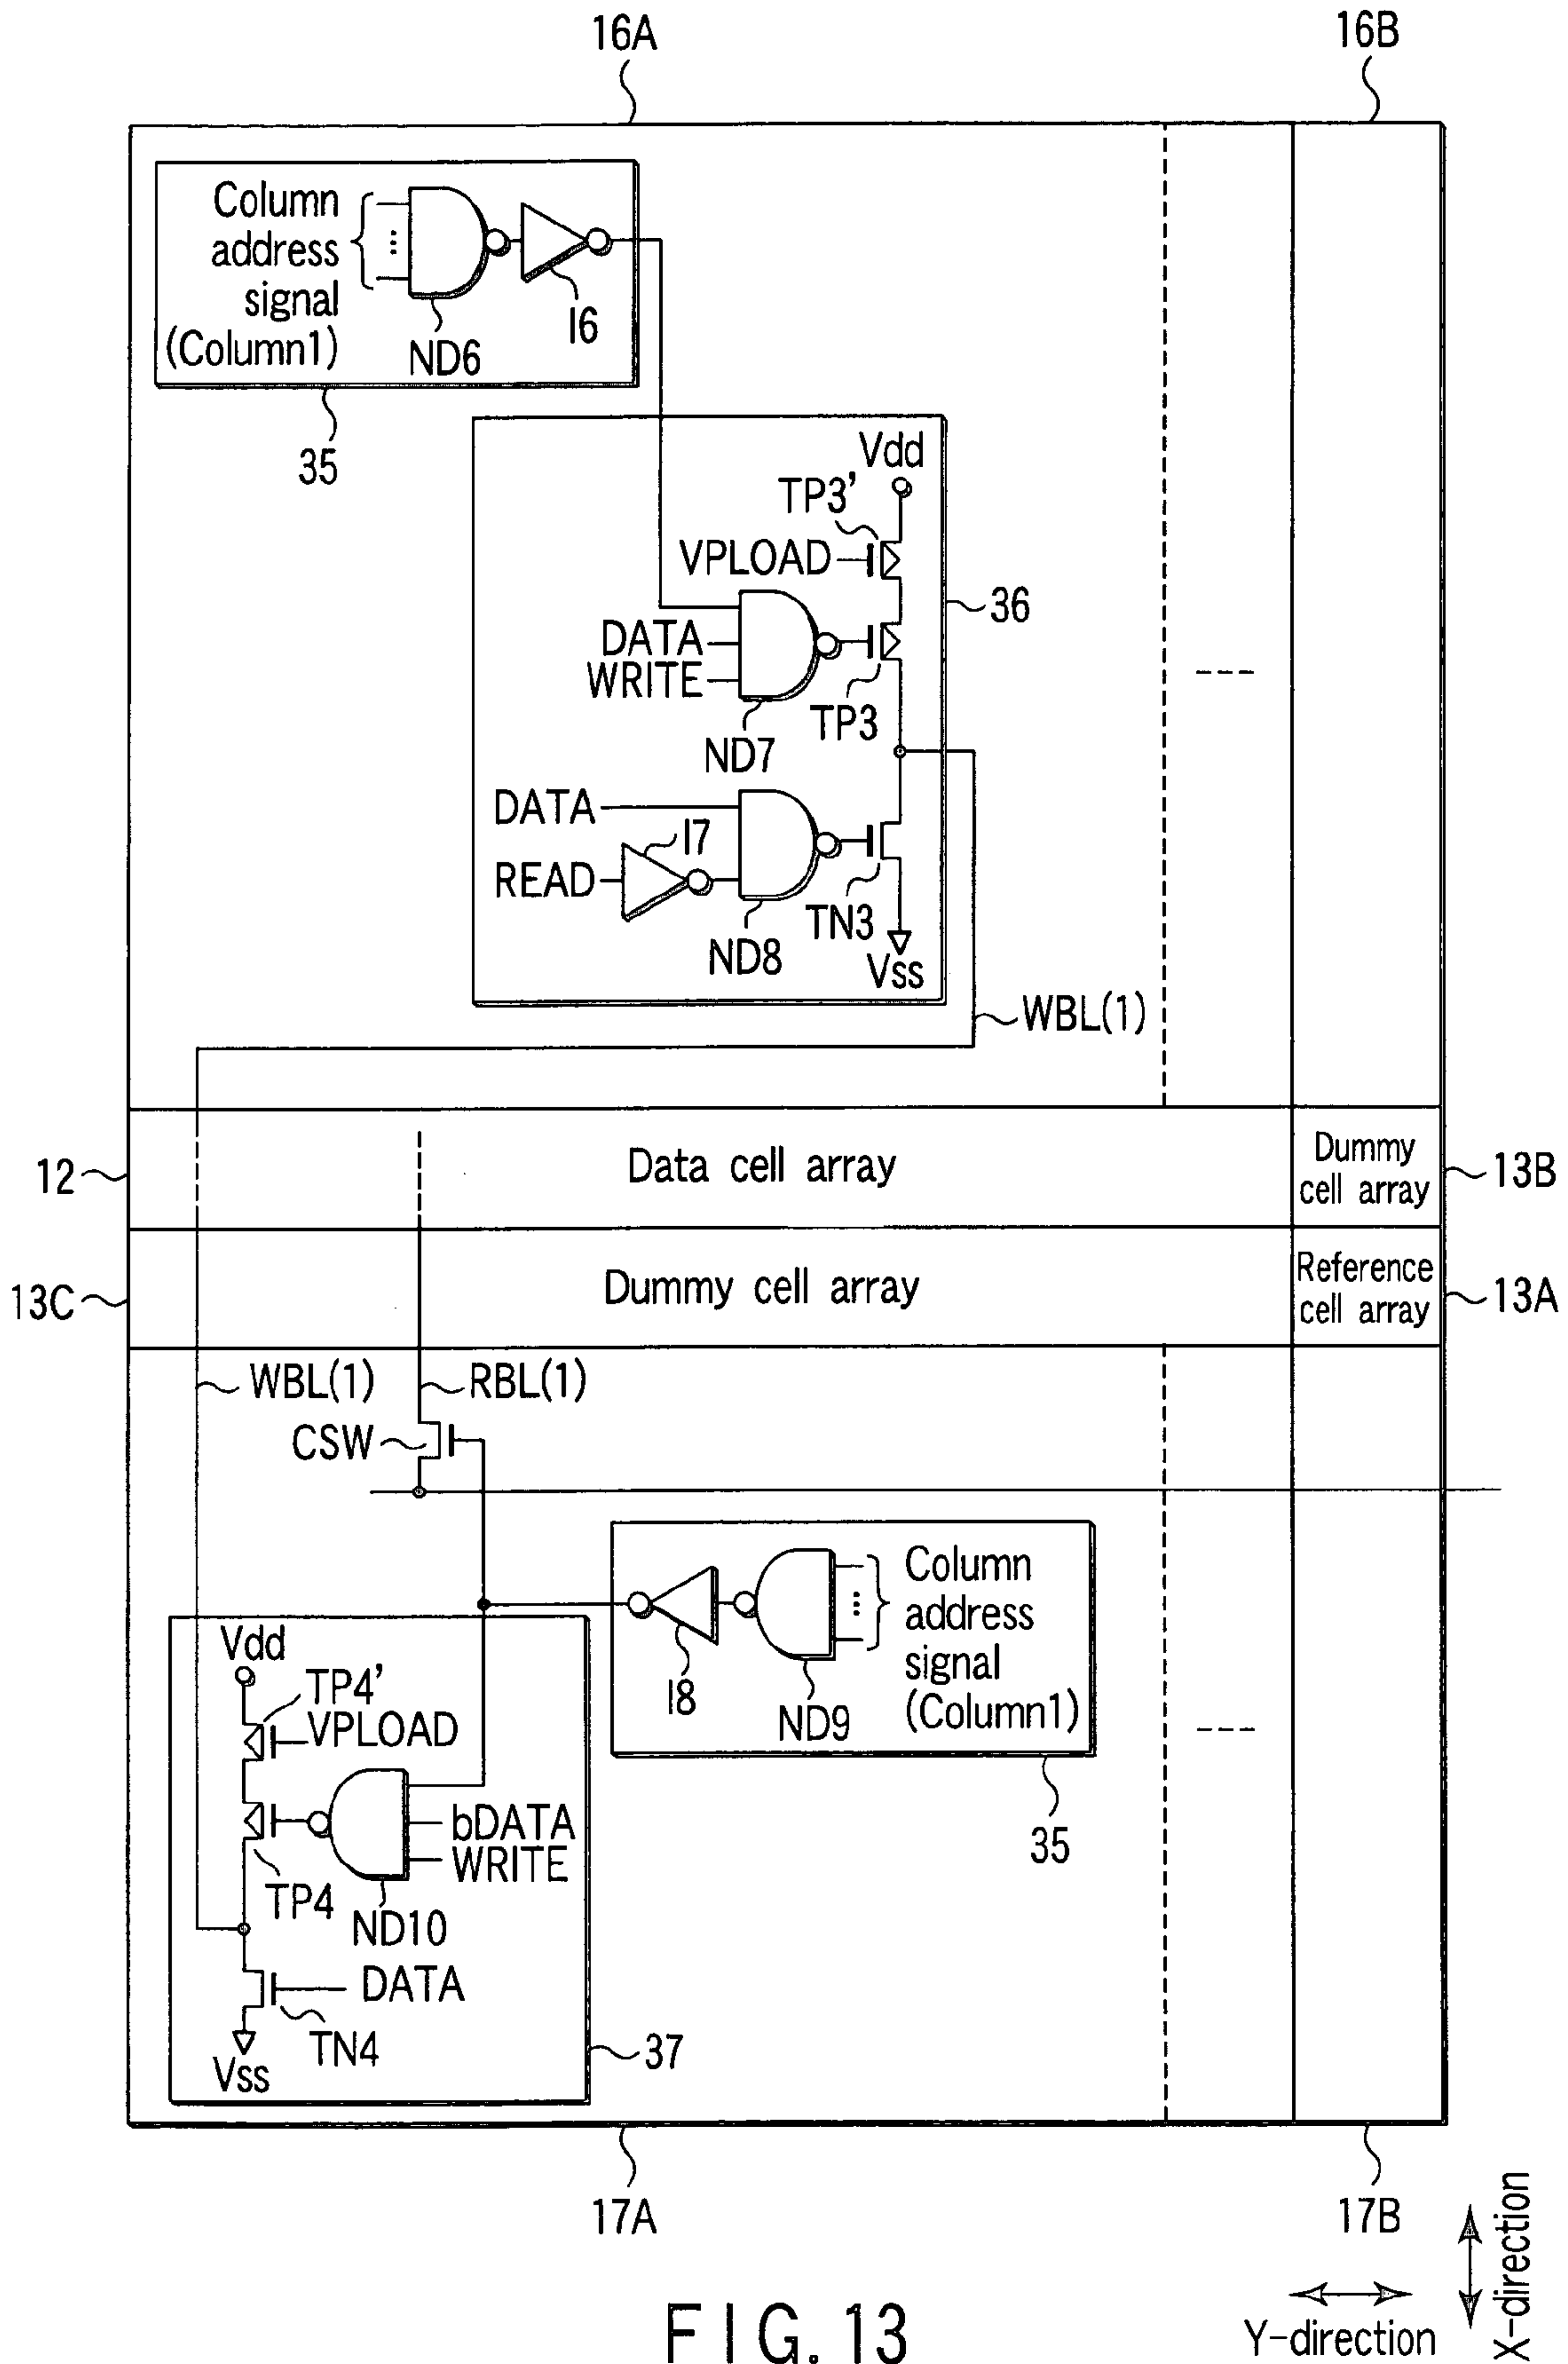 16A
16B
Column
address
signal
(Column1)
ND6
I6
35
Vdd
TP3'
VPLOAD
36
DATA
WRITE
TP3
ND7
DATA
I7
READ
TN3
ND8
Vss
WBL(1)
12
Data cell array
Dummy
cell array
13B
13C
Dummy cell array
Reference
cell array
13A
WBL(1)
RBL(1)
CSW
Column
address
signal
(Column1)
I8
ND9
35
Vdd
TP4'
VPLOAD
bDATA
WRITE
TP4
ND10
DATA
TN4
Vss
37
17A
17B
X-direction
Y-direction
FIG. 13